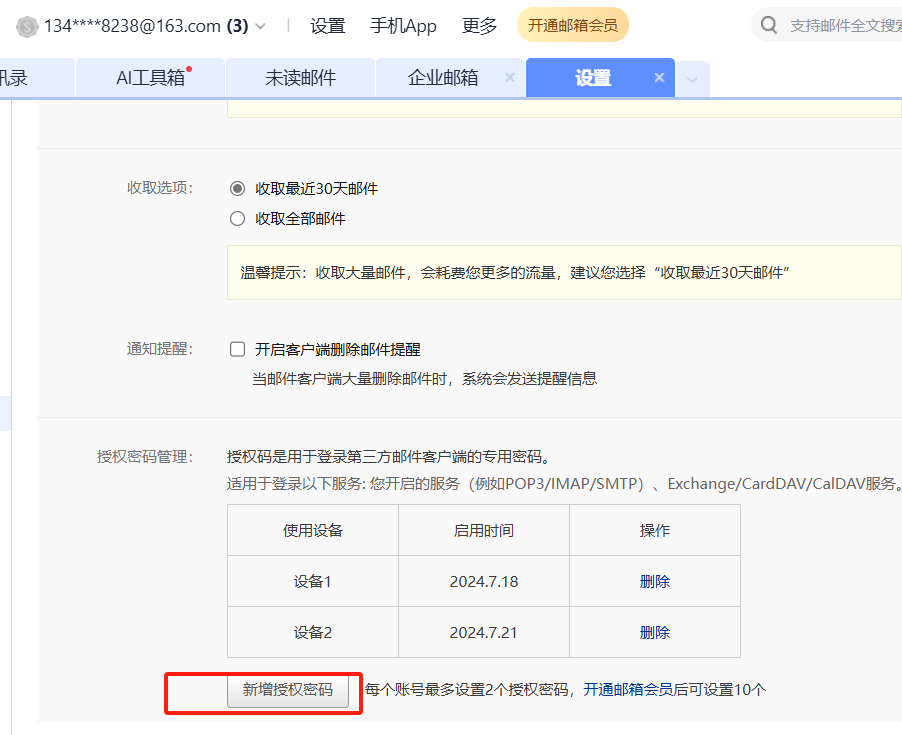 134****8238@163.com (3) 设置 手机App 更多 开通邮箱会员 支持邮件全文搜
讯录 AI工具箱 未读邮件 企业邮箱 × 设置 ×
收取选项： 收取最近30天邮件
收取全部邮件
温馨提示：收取大量邮件，会耗费您更多的流量，建议您选择“收取最近30天邮件”
通知提醒： 开启客户端删除邮件提醒
当邮件客户端大量删除邮件时，系统会发送提醒信息
授权密码管理： 授权码是用于登录第三方邮件客户端的专用密码。
适用于登录以下服务: 您开启的服务（例如POP3/IMAP/SMTP）、Exchange/CardDAV/CalDAV服务。
使用设备 启用时间 操作
设备1 2024.7.18 删除
设备2 2024.7.21 删除
新增授权密码 每个账号最多设置2个授权密码，开通邮箱会员后可设置10个